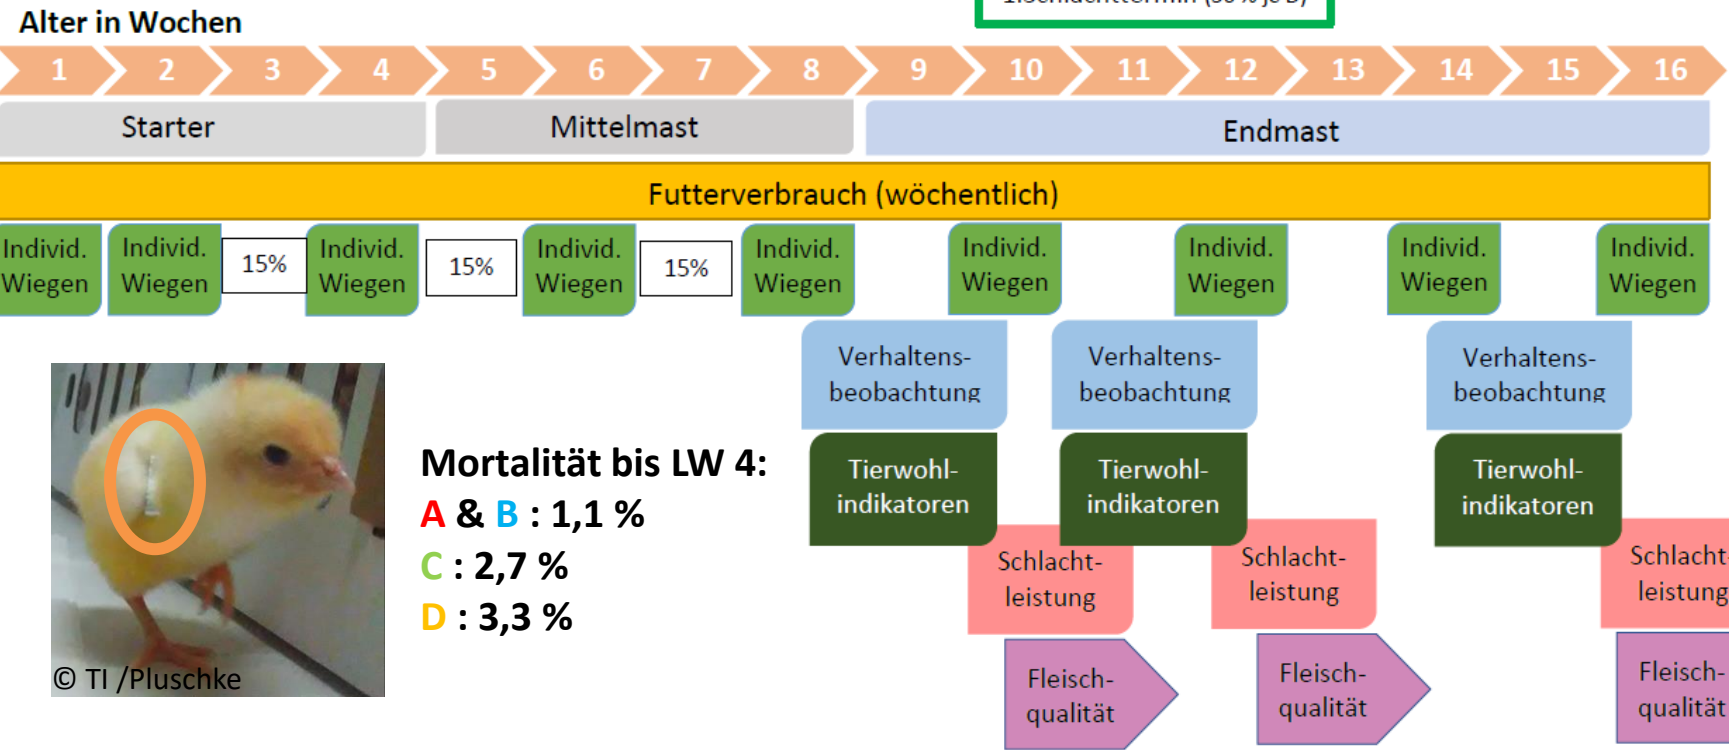 1.Schlachttermin (50 % je D)
Alter in Wochen
1 2 3 4 5 6 7 8 9 10 11 12 13 14 15 16
Starter Mittelmast Endmast
Futterverbrauch (wöchentlich)
Individ.
Wiegen
Individ.
Wiegen
15%
Individ.
Wiegen
15%
Individ.
Wiegen
15%
Individ.
Wiegen
Individ.
Wiegen
Individ.
Wiegen
Individ.
Wiegen
Individ.
Wiegen
Verhaltens-
beobachtung
Verhaltens-
beobachtung
Verhaltens-
beobachtung
Tierwohl-
indikatoren
Tierwohl-
indikatoren
Tierwohl-
indikatoren
Mortalität bis LW 4:
A & B : 1,1 %
C : 2,7 %
D : 3,3 %
Schlacht-
leistung
Schlacht-
leistung
Schlacht-
leistung
Fleisch-
qualität
Fleisch-
qualität
Fleisch-
qualität
© TI /Pluschke